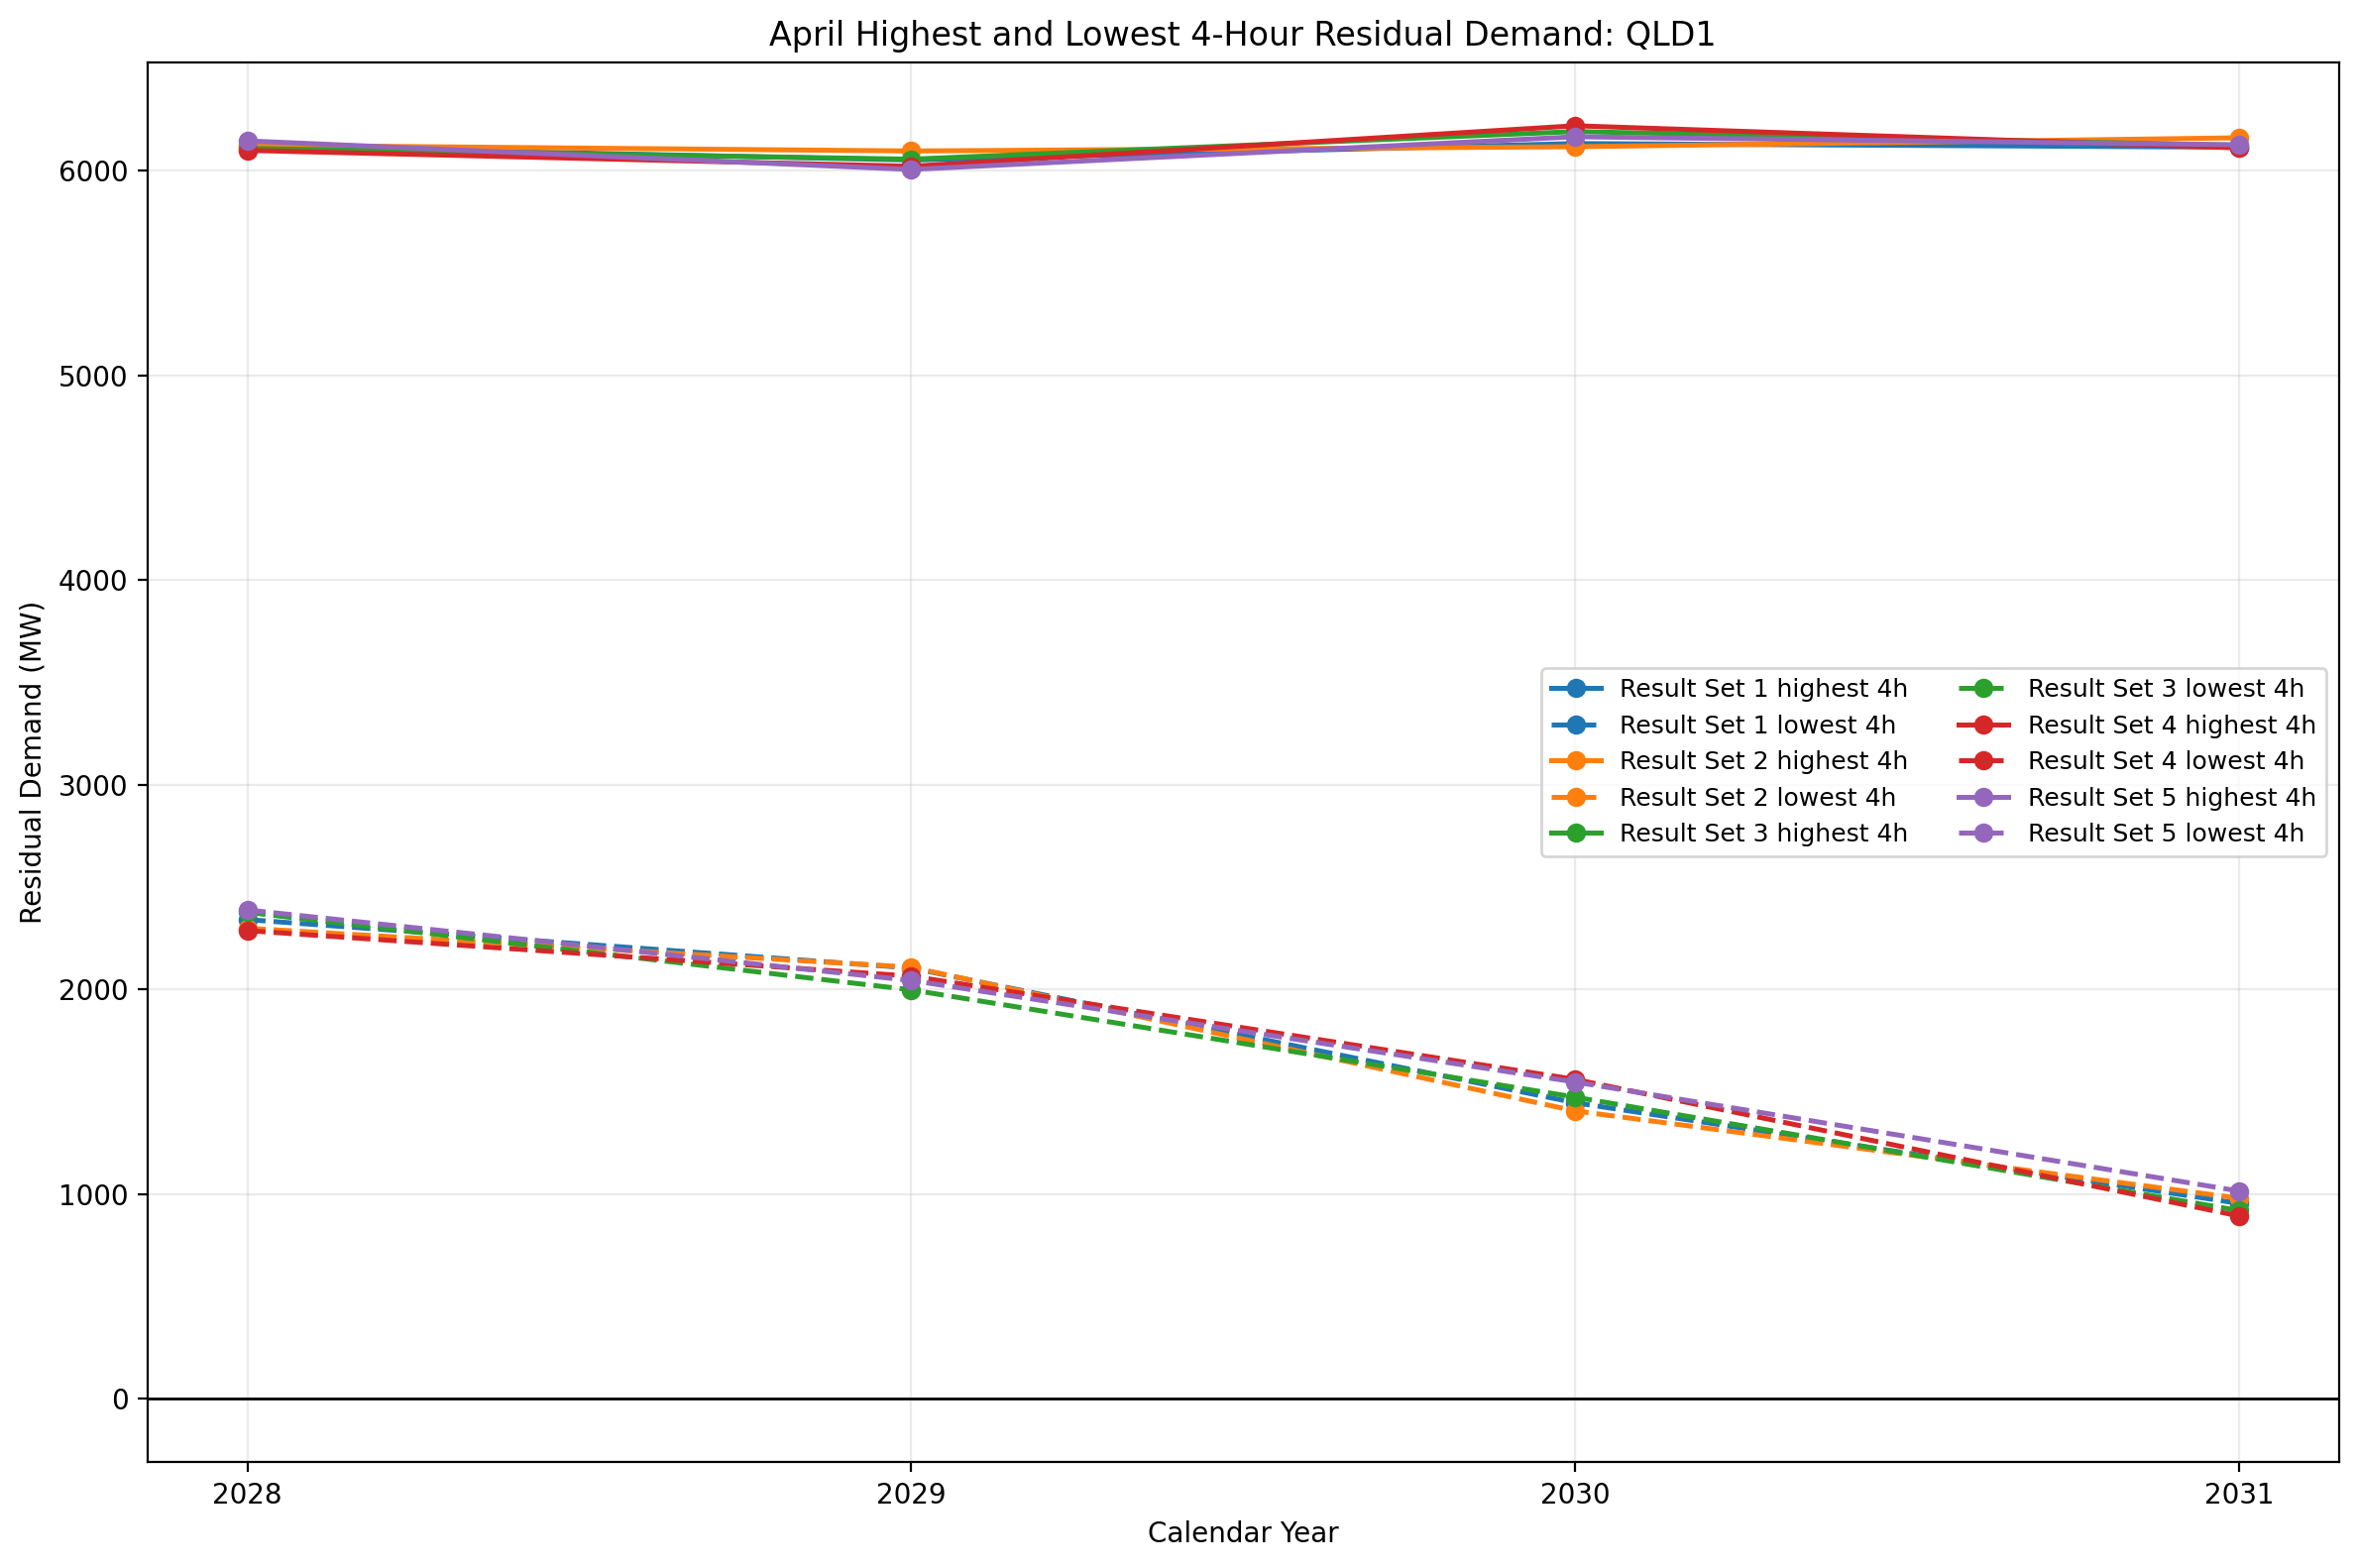 April Highest and Lowest 4-Hour Residual Demand: QLD1
Residual Demand (MW)
6000
5000
4000
3000
2000
1000
0
Result Set 1 highest 4h
Result Set 1 lowest 4h
Result Set 2 highest 4h
Result Set 2 lowest 4h
Result Set 3 highest 4h
Result Set 3 lowest 4h
Result Set 4 highest 4h
Result Set 4 lowest 4h
Result Set 5 highest 4h
Result Set 5 lowest 4h
2028 2029 2030 2031
Calendar Year